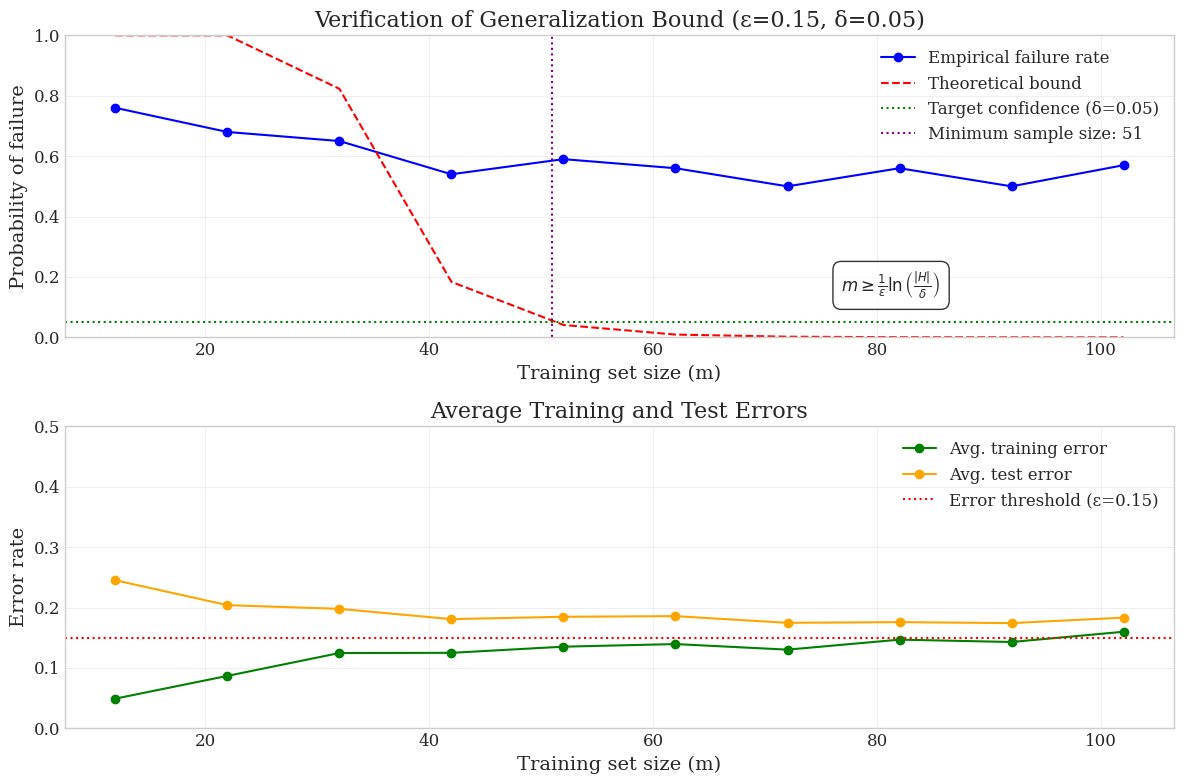 Verification of Generalization Bound (ε=0.15, δ=0.05)
Probability of failure
1.0
0.8
0.6
0.4
0.2
0.0
Empirical failure rate
Theoretical bound
Target confidence (δ=0.05)
Minimum sample size: 51
m ≥ 1/ε ln(|H|/δ)
20 40 60 80 100
Training set size (m)
Average Training and Test Errors
Error rate
0.5
0.4
0.3
0.2
0.1
0.0
Avg. training error
Avg. test error
Error threshold (ε=0.15)
20 40 60 80 100
Training set size (m)